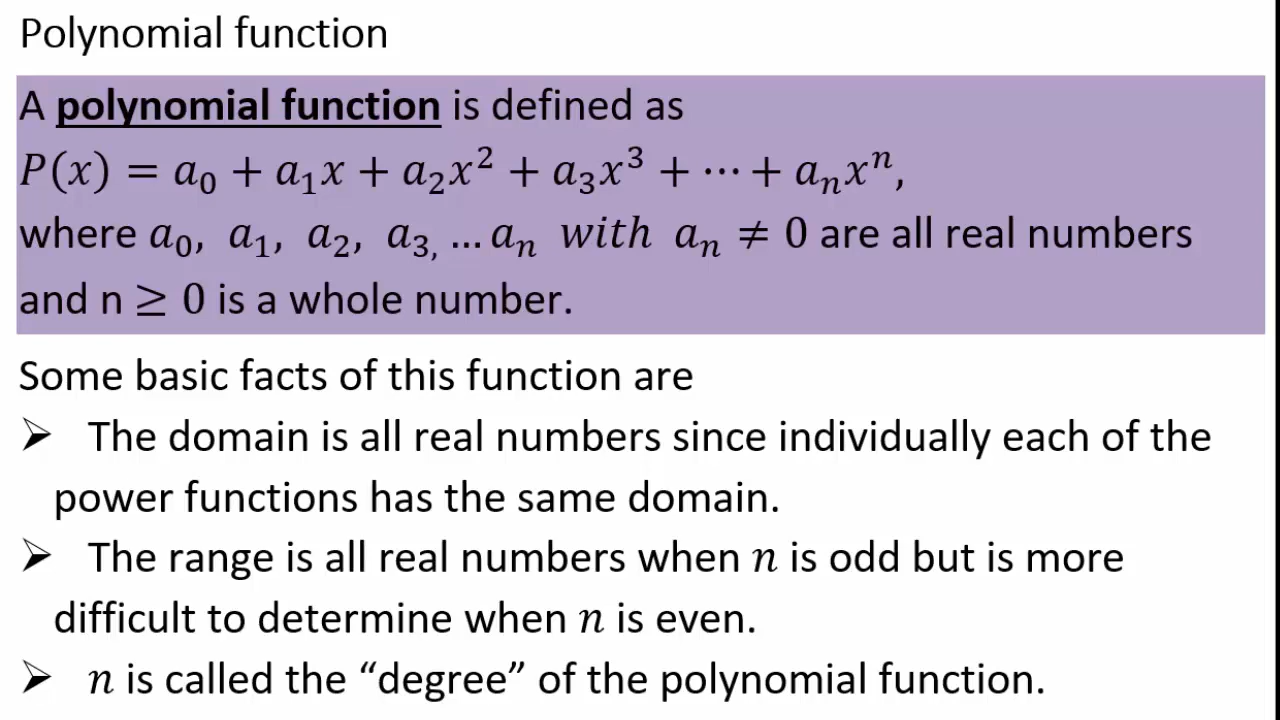 Polynomial function
A polynomial function is defined as
P(x) = a₀ + a₁x + a₂x² + a₃x³ + ⋯ + aₙxⁿ,
where a₀, a₁, a₂, a₃, … aₙ with aₙ ≠ 0 are all real numbers
and n ≥ 0 is a whole number.
Some basic facts of this function are
➢ The domain is all real numbers since individually each of the
power functions has the same domain.
➢ The range is all real numbers when n is odd but is more
difficult to determine when n is even.
➢ n is called the “degree” of the polynomial function.